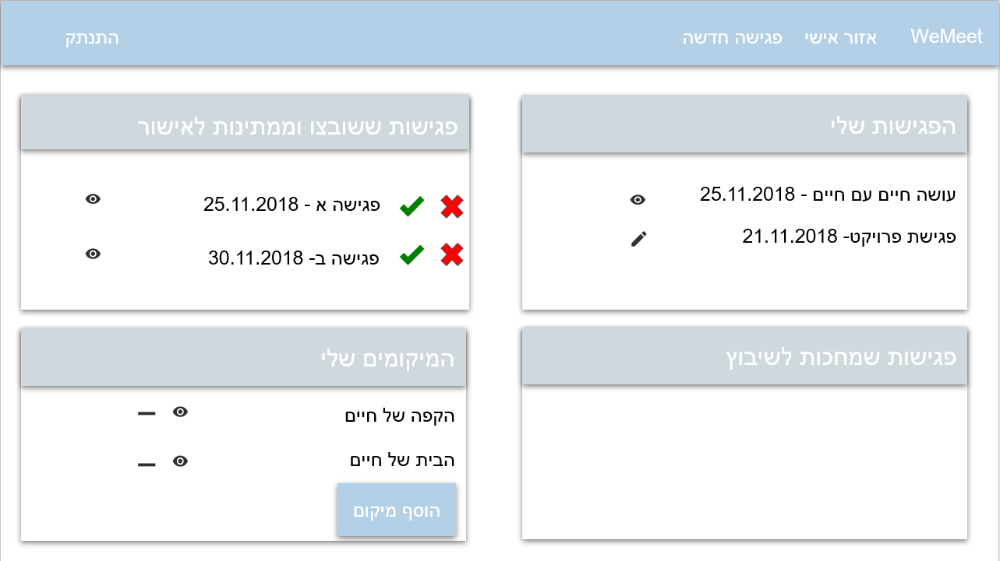 WeMeet
אזור אישי
פגישה חדשה
התנתק
הפגישות שלי
עושה חיים עם חיים - 25.11.2018
פגישת פרויקט- 21.11.2018
פגישות ששובצו וממתינות לאישור
פגישה א - 25.11.2018
פגישה ב- 30.11.2018
פגישות שמחכות לשיבוץ
המיקומים שלי
הקפה של חיים
הבית של חיים
הוסף מיקום